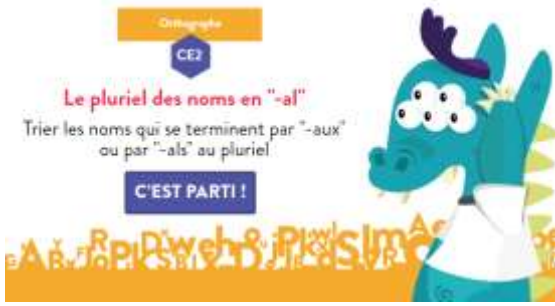 Orthographe
CE2
Le pluriel des noms en "-al"
Trier les noms qui se terminent par "-aux"
ou par "-als" au pluriel
C'EST PARTI !